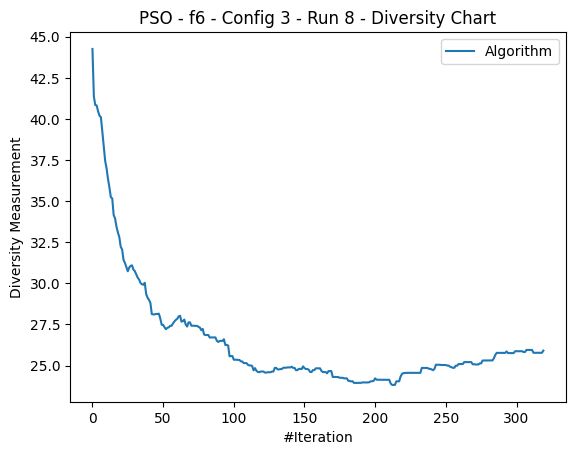 PSO - f6 - Config 3 - Run 8 - Diversity Chart
Algorithm
Diversity Measurement
45.0
42.5
40.0
37.5
35.0
32.5
30.0
27.5
25.0
0 50 100 150 200 250 300
#Iteration